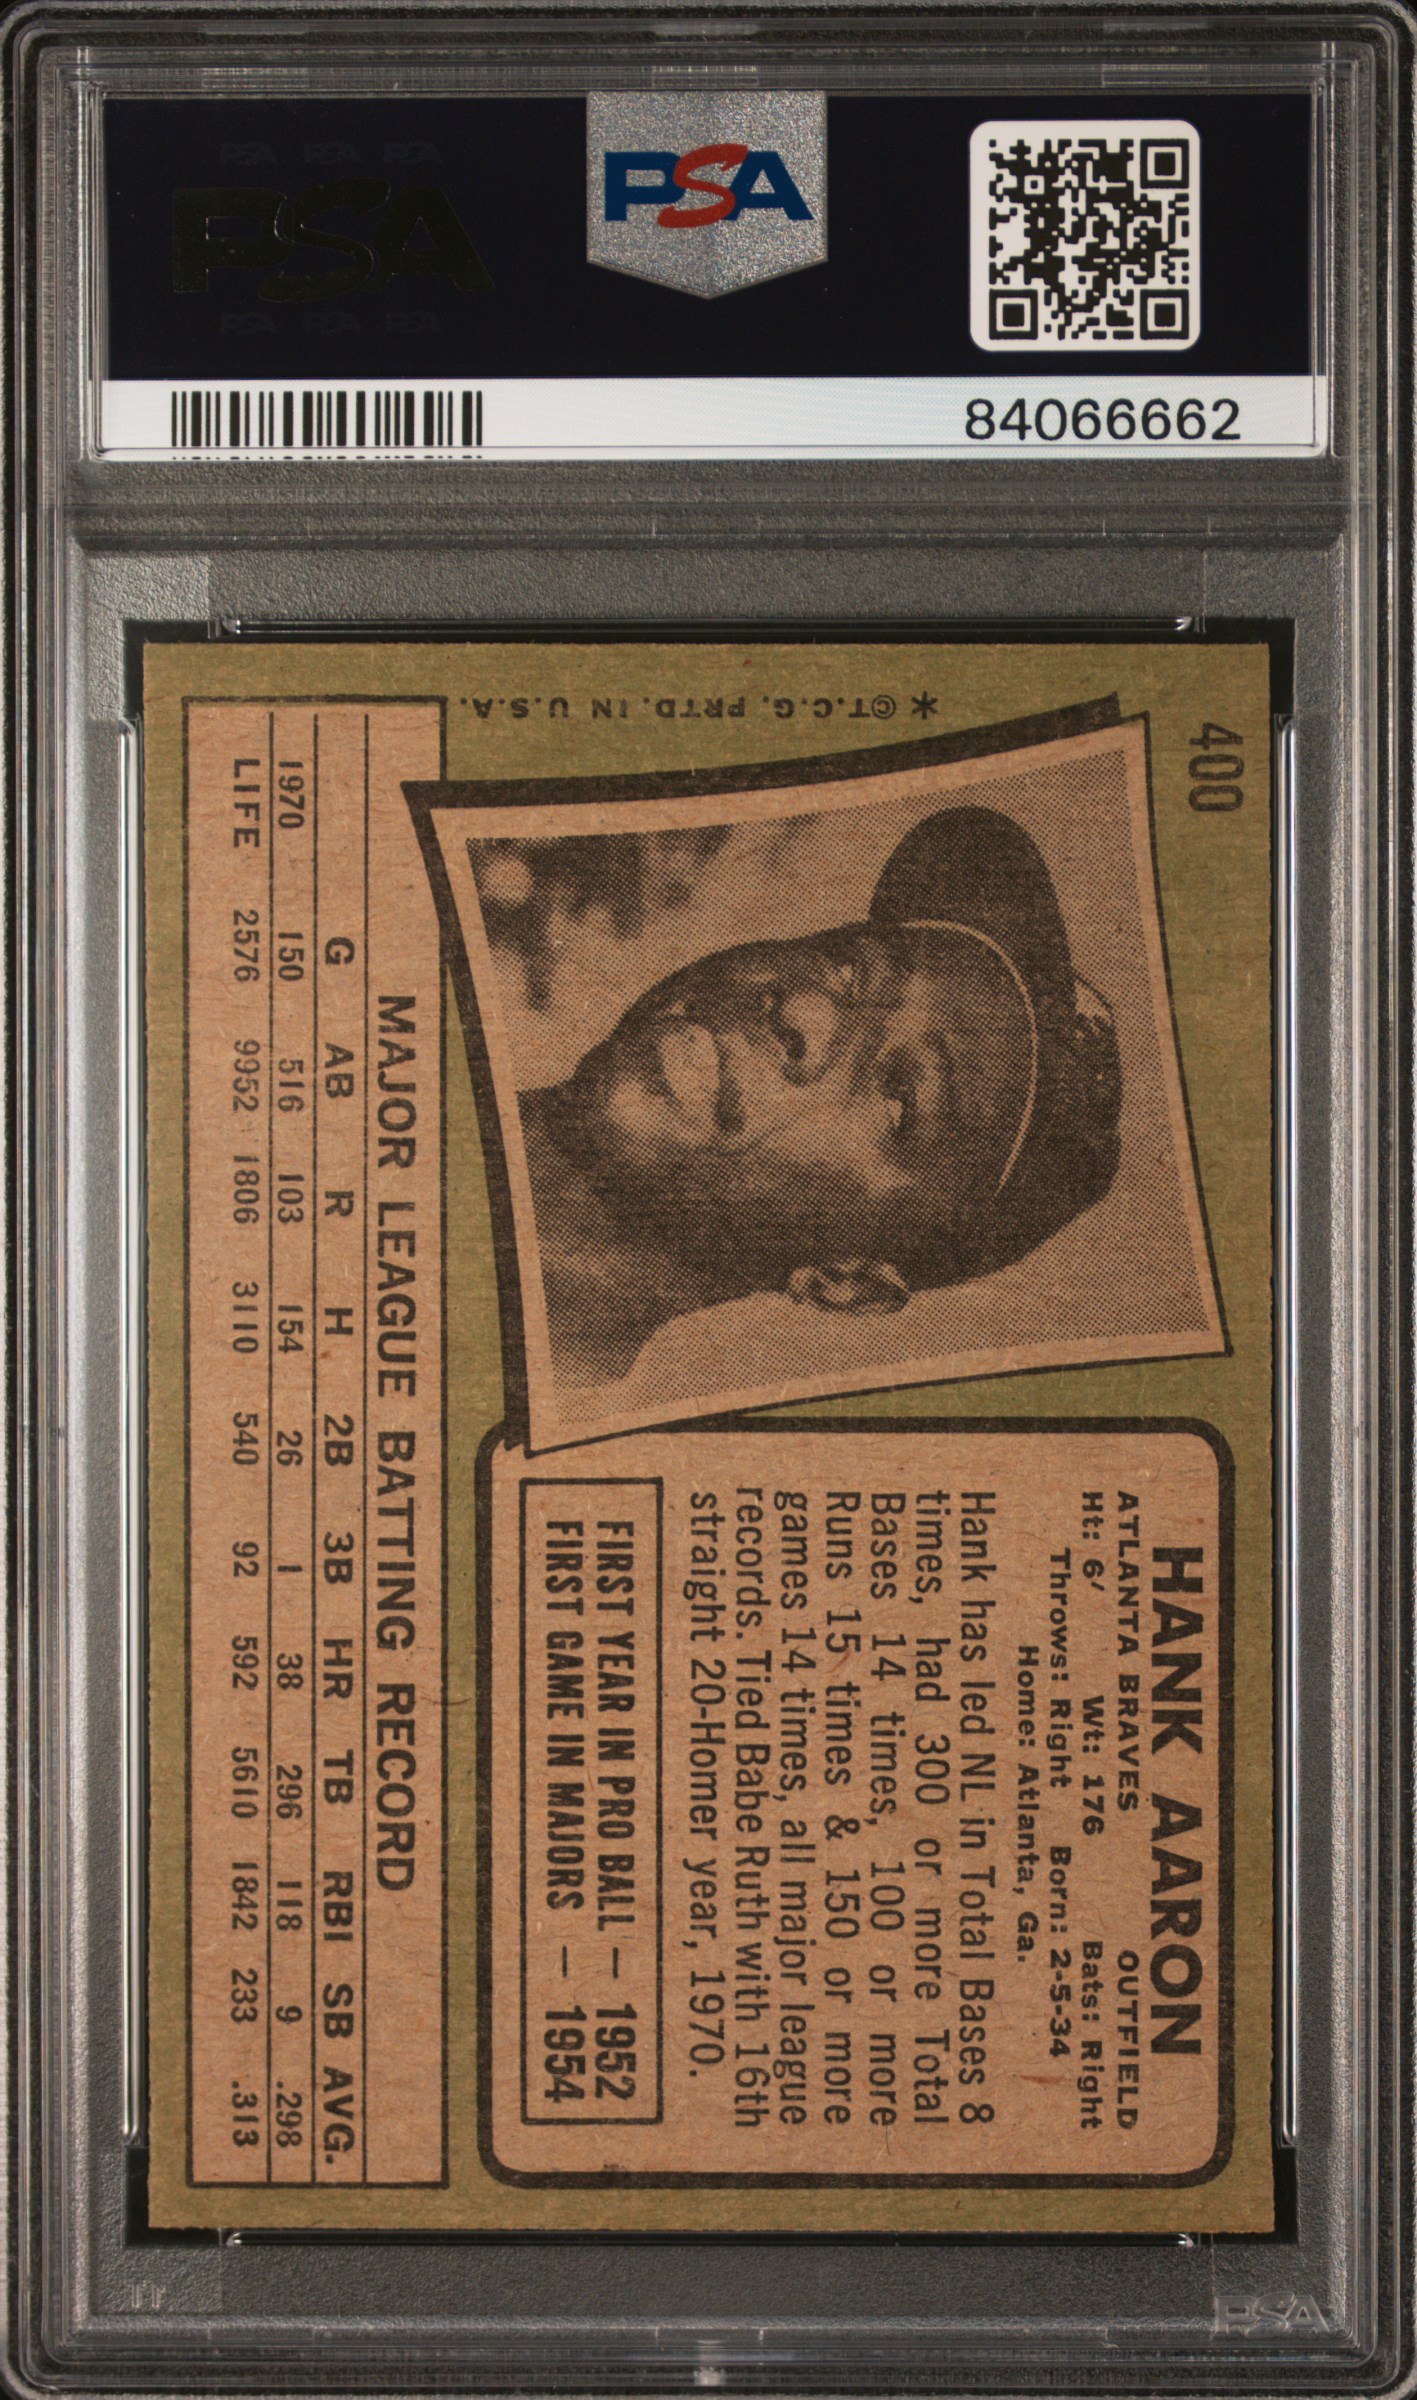 PSA PSA PSA
PSA
PSA PSA PSA
PSA
84066662
400
*©T.C.G. PRTD. IN U.S.A.
HANK AARON
ATLANTA BRAVES OUTFIELD
Ht: 6' Wt: 176 Bats: Right
Throws: Right Born: 2-5-34
Home: Atlanta, Ga.
Hank has led NL in Total Bases 8
times, had 300 or more Total
Bases 14 times, 100 or more
Runs 15 times & 150 or more
games 14 times, all major league
records. Tied Babe Ruth with 16th
straight 20-Homer year, 1970.
FIRST YEAR IN PRO BALL — 1952
FIRST GAME IN MAJORS — 1954
MAJOR LEAGUE BATTING RECORD
G AB R H 2B 3B HR TB RBI SB AVG.
1970 150 516 103 154 26 1 38 296 118 9 .298
LIFE 2576 9952 1806 3110 540 92 592 5610 1842 233 .313
PSA